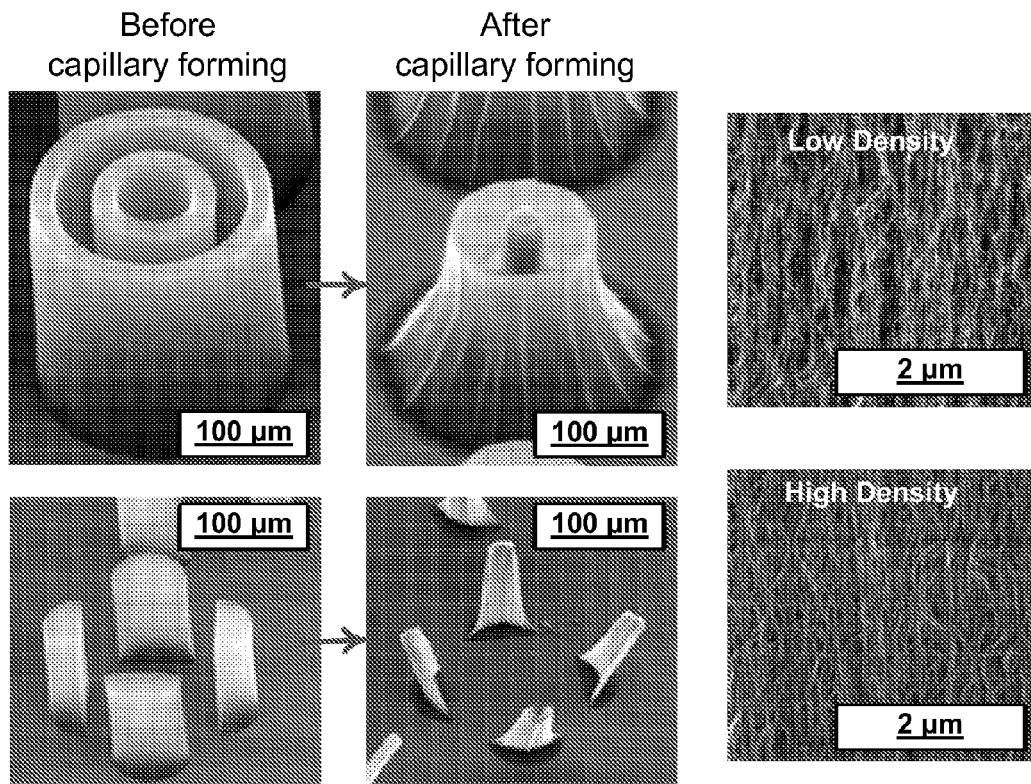 Before
capillary forming
After
capillary forming
100 µm
100 µm
Low Density
2 µm
100 µm
100 µm
High Density
2 µm